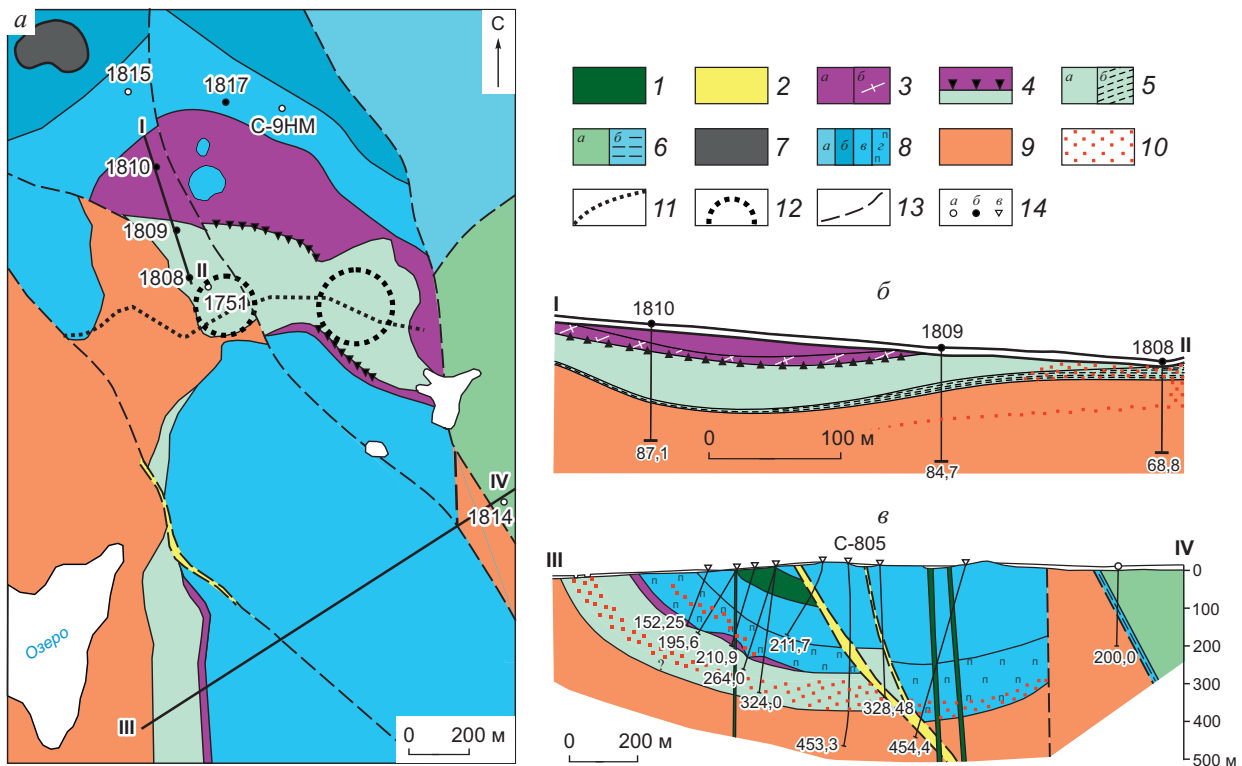 а
С
1815
1817
С-9НМ
I
1810
1809
1808
II
1751
IV
1814
Озеро
III
0
200 м
1
2
а
б
3
4
а
б
5
а
б
6
7
а
б
в
г
п
п
8
9
10
11
12
13
а
б
в
14
б
I
1810
1809
1808
II
0
100 м
87,1
84,7
68,8
в
III
С-805
IV
0
100
200
300
400
500 м
152,25
195,6
210,9
264,0
324,0
211,7
453,3
328,48
454,4
200,0
?
0
200 м